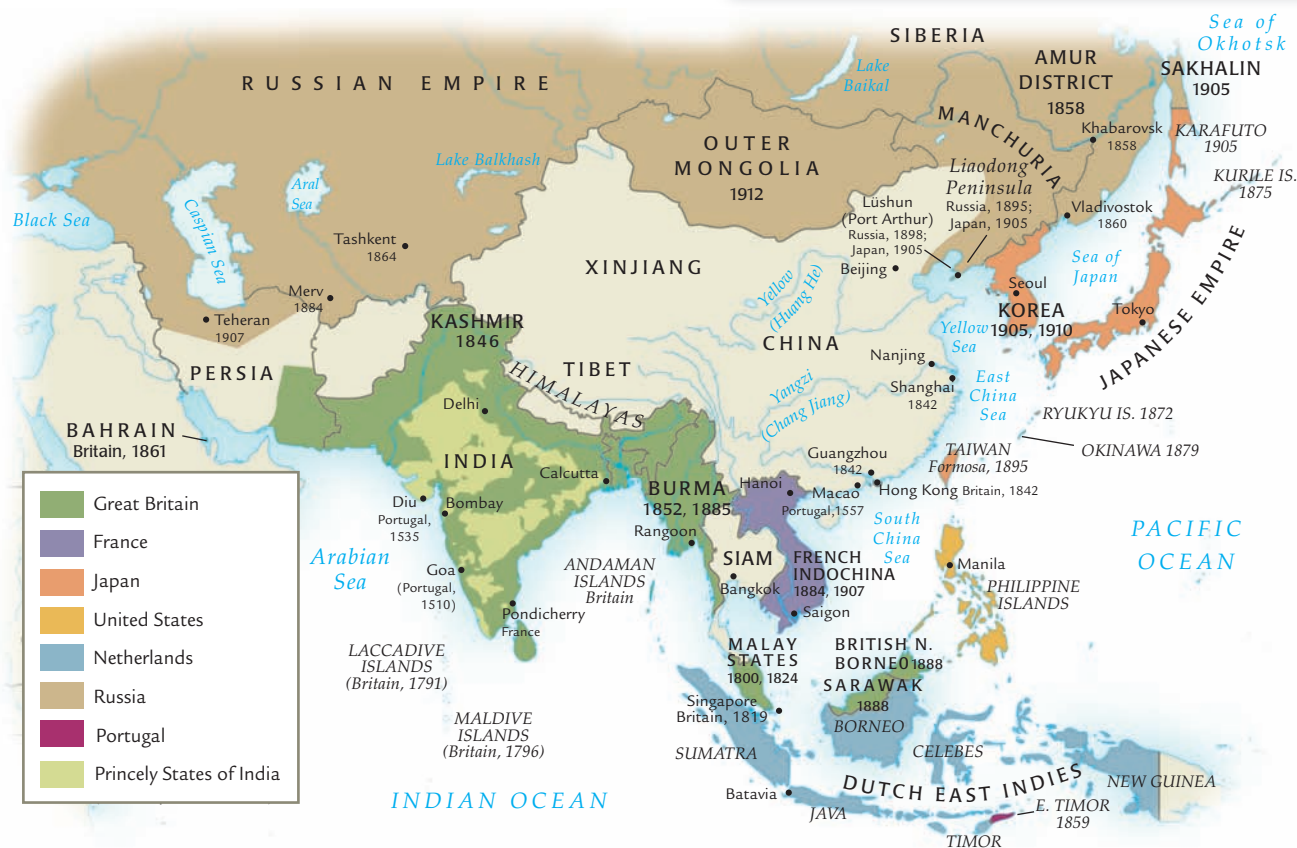 Sea of
Okhotsk
SIBERIA
RUSSIAN EMPIRE
Lake
Baikal
AMUR
DISTRICT
1858
SAKHALIN
1905
MANCHURIA
Khabarovsk
1858
KARAFUTO
1905
OUTER
MONGOLIA
1912
Lake Balkhash
Aral
Sea
Liaodong
Peninsula
Russia, 1895;
Japan, 1905
KURILE IS.
1875
Black Sea
Caspian Sea
Lüshun
(Port Arthur)
Russia, 1898;
Japan, 1905
Vladivostok
1860
Tashkent
1864
XINJIANG
Beijing
Sea of
Japan
JAPANESE EMPIRE
Yellow
(Huang He)
Merv
1884
Seoul
Teheran
1907
KASHMIR
1846
KOREA
1905, 1910
Tokyo
CHINA
Yellow
Sea
PERSIA
TIBET
HIMALAYAS
Nanjing
Shanghai
1842
East
China
Sea
Yangzi
(Chang Jiang)
Delhi
RYUKYU IS. 1872
BAHRAIN
Britain, 1861
OKINAWA 1879
TAIWAN
Formosa, 1895
INDIA
Calcutta
Guangzhou
1842
BURMA
1852, 1885
Hanoi
Macao
Portugal,1557
Hong Kong Britain, 1842
Diu
Portugal,
1535
Bombay
Rangoon
South
China
Sea
PACIFIC
OCEAN
Arabian
Sea
Goa
(Portugal,
1510)
ANDAMAN
ISLANDS
Britain
SIAM
Bangkok
FRENCH
INDOCHINA
1884, 1907
Manila
PHILIPPINE
ISLANDS
Pondicherry
France
Saigon
LACCADIVE
ISLANDS
(Britain, 1791)
MALAY
STATES
1800, 1824
BRITISH N.
BORNEO 1888
SARAWAK
1888
Singapore
Britain, 1819
BORNEO
MALDIVE
ISLANDS
(Britain, 1796)
SUMATRA
CELEBES
DUTCH EAST INDIES
NEW GUINEA
INDIAN OCEAN
Batavia
JAVA
E. TIMOR
1859
TIMOR
Great Britain
France
Japan
United States
Netherlands
Russia
Portugal
Princely States of India